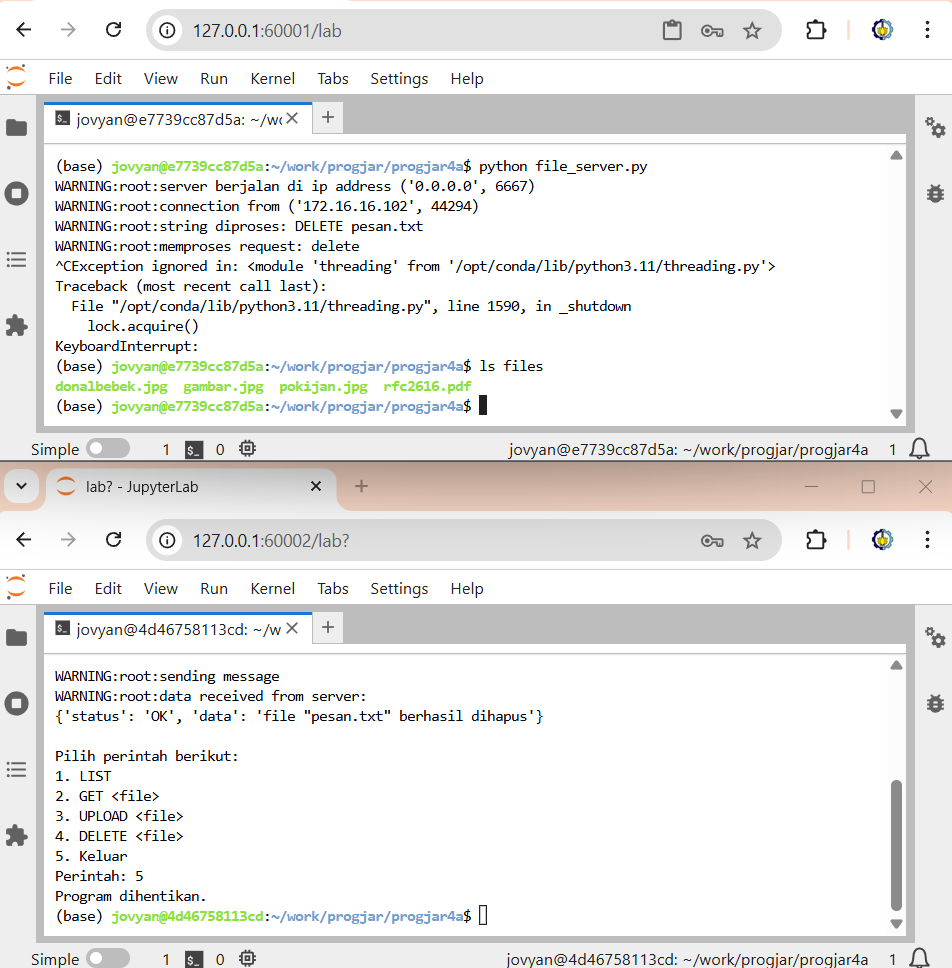 127.0.0.1:60001/lab
File Edit View Run Kernel Tabs Settings Help
jovyan@e7739cc87d5a: ~/wo
(base) jovyan@e7739cc87d5a:~/work/progjar/progjar4a$ python file_server.py
WARNING:root:server berjalan di ip address ('0.0.0.0', 6667)
WARNING:root:connection from ('172.16.16.102', 44294)
WARNING:root:string diproses: DELETE pesan.txt
WARNING:root:memproses request: delete
^CException ignored in: <module 'threading' from '/opt/conda/lib/python3.11/threading.py'>
Traceback (most recent call last):
  File "/opt/conda/lib/python3.11/threading.py", line 1590, in _shutdown
    lock.acquire()
KeyboardInterrupt:
(base) jovyan@e7739cc87d5a:~/work/progjar/progjar4a$ ls files
donalbebek.jpg  gambar.jpg  pokijan.jpg  rfc2616.pdf
(base) jovyan@e7739cc87d5a:~/work/progjar/progjar4a$
Simple 1 $_ 0 jovyan@e7739cc87d5a: ~/work/progjar/progjar4a 1
lab? - JupyterLab
127.0.0.1:60002/lab?
File Edit View Run Kernel Tabs Settings Help
jovyan@4d46758113cd: ~/w
WARNING:root:sending message
WARNING:root:data received from server:
{'status': 'OK', 'data': 'file "pesan.txt" berhasil dihapus'}
Pilih perintah berikut:
1. LIST
2. GET <file>
3. UPLOAD <file>
4. DELETE <file>
5. Keluar
Perintah: 5
Program dihentikan.
(base) jovyan@4d46758113cd:~/work/progjar/progjar4a$
Simple 1 $_ 0 jovyan@4d46758113cd: ~/work/progjar/progjar4a 1